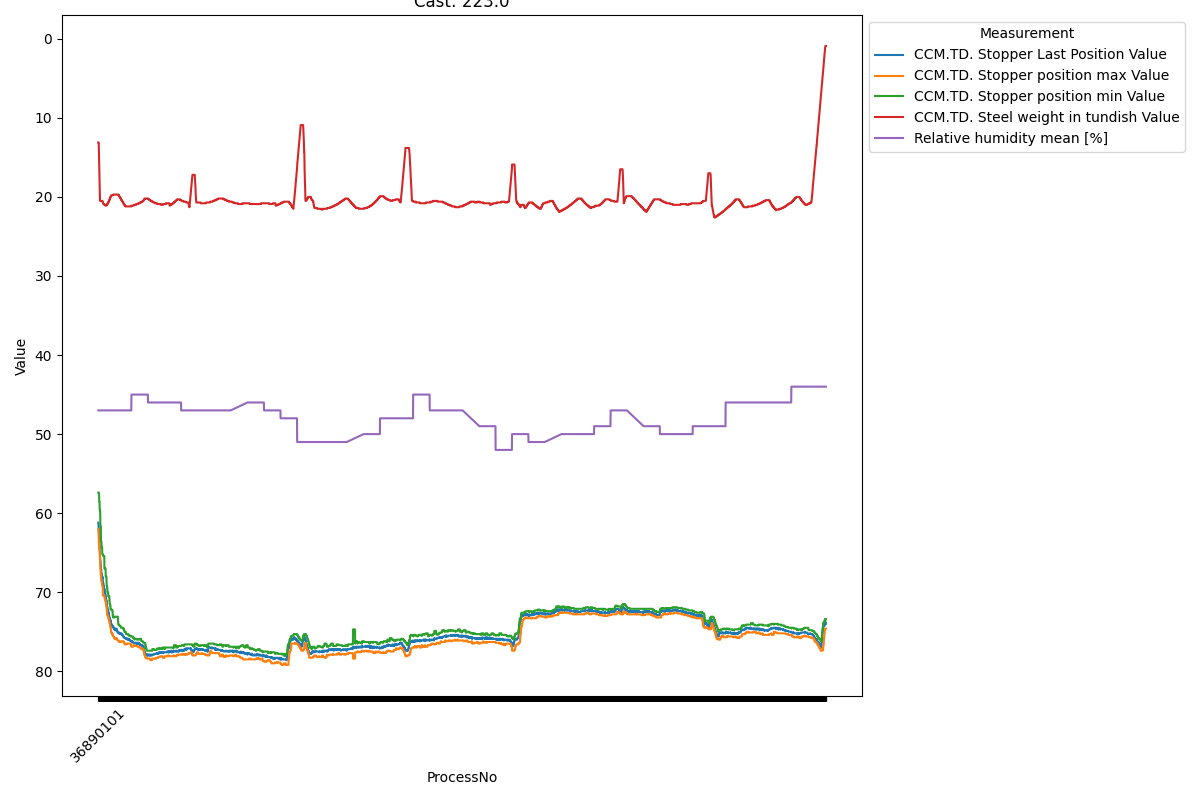 Cast: 223.0
Measurement
CCM.TD. Stopper Last Position Value
CCM.TD. Stopper position max Value
CCM.TD. Stopper position min Value
CCM.TD. Steel weight in tundish Value
Relative humidity mean [%]
0
10
20
30
40
50
60
70
80
Value
36890101
ProcessNo